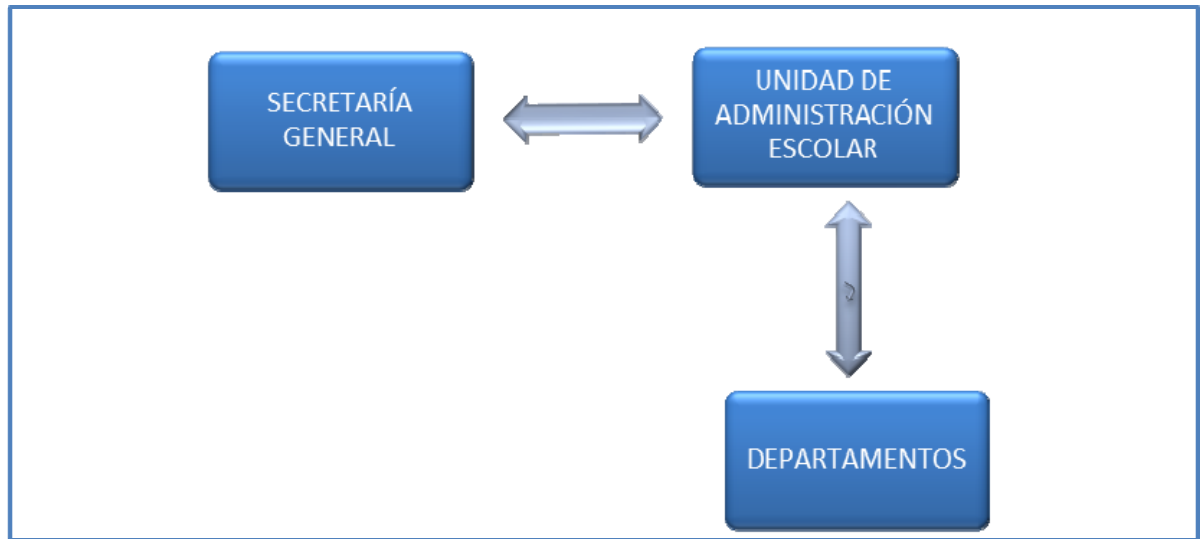 SECRETARÍA
GENERAL
UNIDAD DE
ADMINISTRACIÓN
ESCOLAR
DEPARTAMENTOS